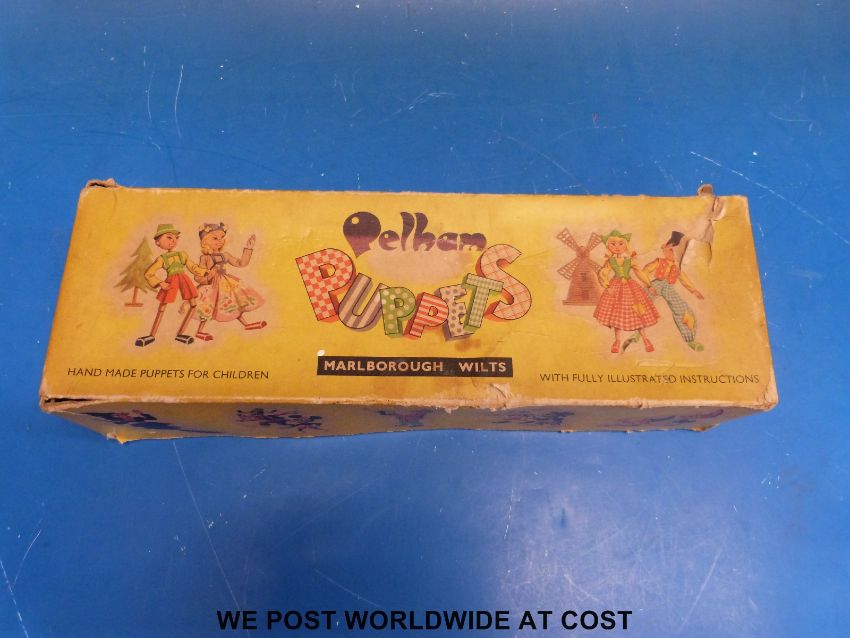 Pelham
PUPPETS
MARLBOROUGH WILTS
HAND MADE PUPPETS FOR CHILDREN
WITH FULLY ILLUSTRATED INSTRUCTIONS
WE POST WORLDWIDE AT COST